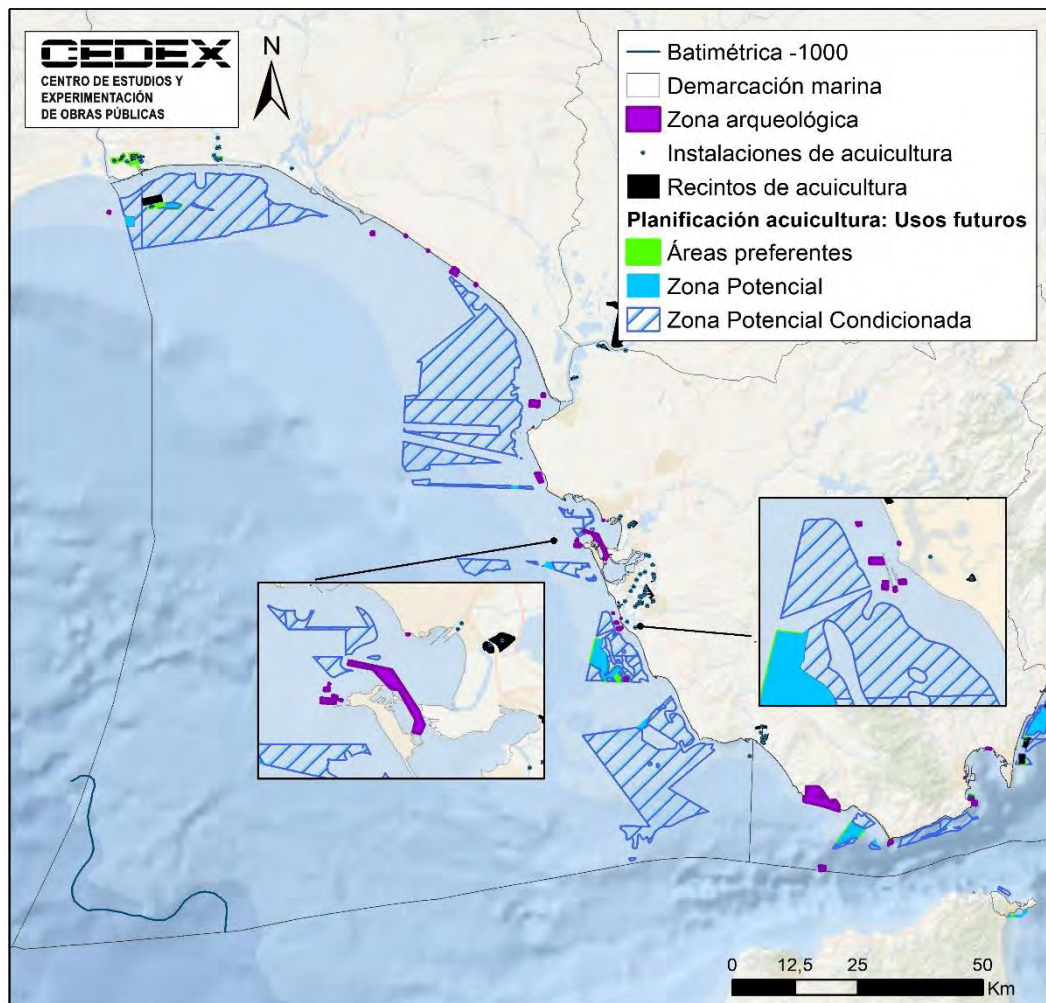 CEDEX
CENTRO DE ESTUDIOS Y
EXPERIMENTACIÓN
DE OBRAS PÚBLICAS
N
Batimétrica -1000
Demarcación marina
Zona arqueológica
Instalaciones de acuicultura
Recintos de acuicultura
Planificación acuicultura: Usos futuros
Áreas preferentes
Zona Potencial
Zona Potencial Condicionada
0 12,5 25 50
Km